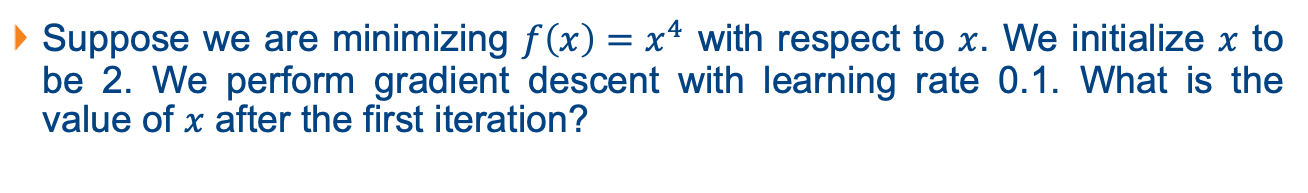 Suppose we are minimizing f(x) = x⁴ with respect to x. We initialize x to
be 2. We perform gradient descent with learning rate 0.1. What is the
value of x after the first iteration?